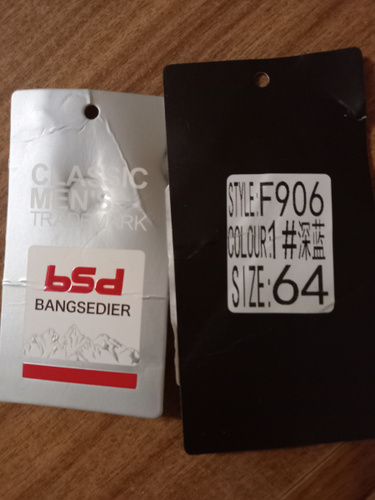 CLASSIC
MEN'S
TRADEMARK
bsd
BANGSEDIER
STYLE:F906
COLOUR:1#深蓝
SIZE:64